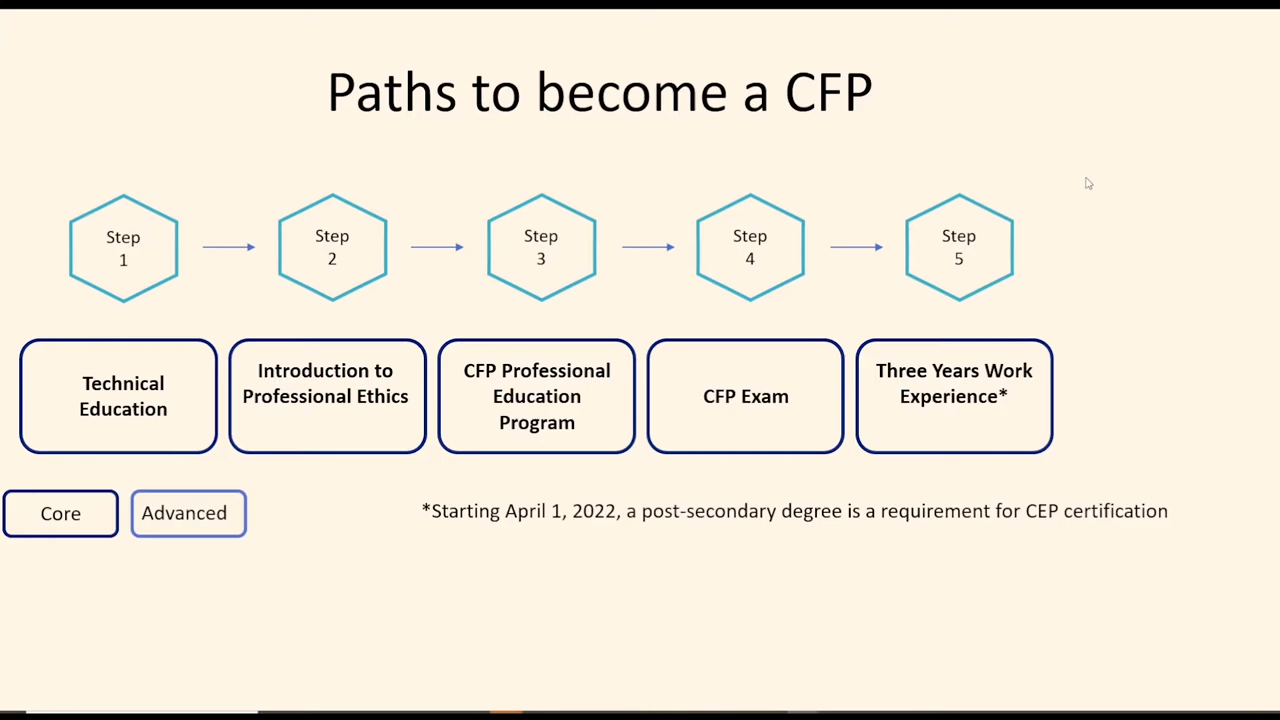 Paths to become a CFP
Step
1
Step
2
Step
3
Step
4
Step
5
Technical
Education
Introduction to
Professional Ethics
CFP Professional
Education
Program
CFP Exam
Three Years Work
Experience*
Core
Advanced
*Starting April 1, 2022, a post-secondary degree is a requirement for CEP certification